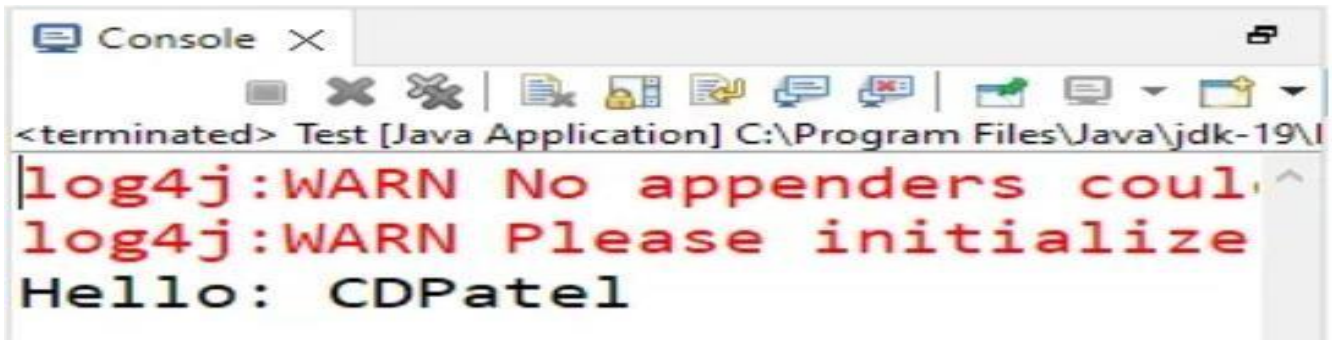 Console
<terminated> Test [Java Application] C:\Program Files\Java\jdk-19\
log4j:WARN No appenders coul
log4j:WARN Please initialize
Hello: CDPatel